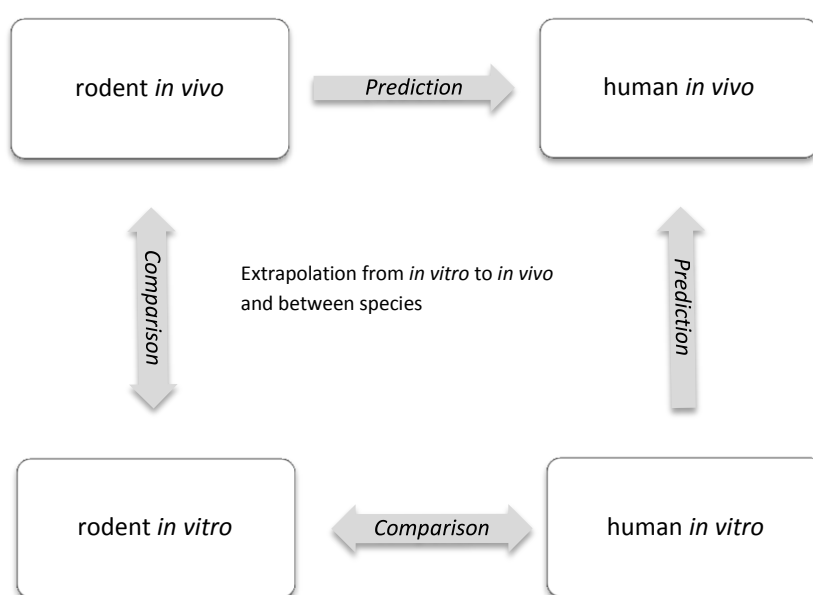 rodent in vivo
Prediction
human in vivo
Comparison
Extrapolation from in vitro to in vivo
and between species
Prediction
rodent in vitro
Comparison
human in vitro